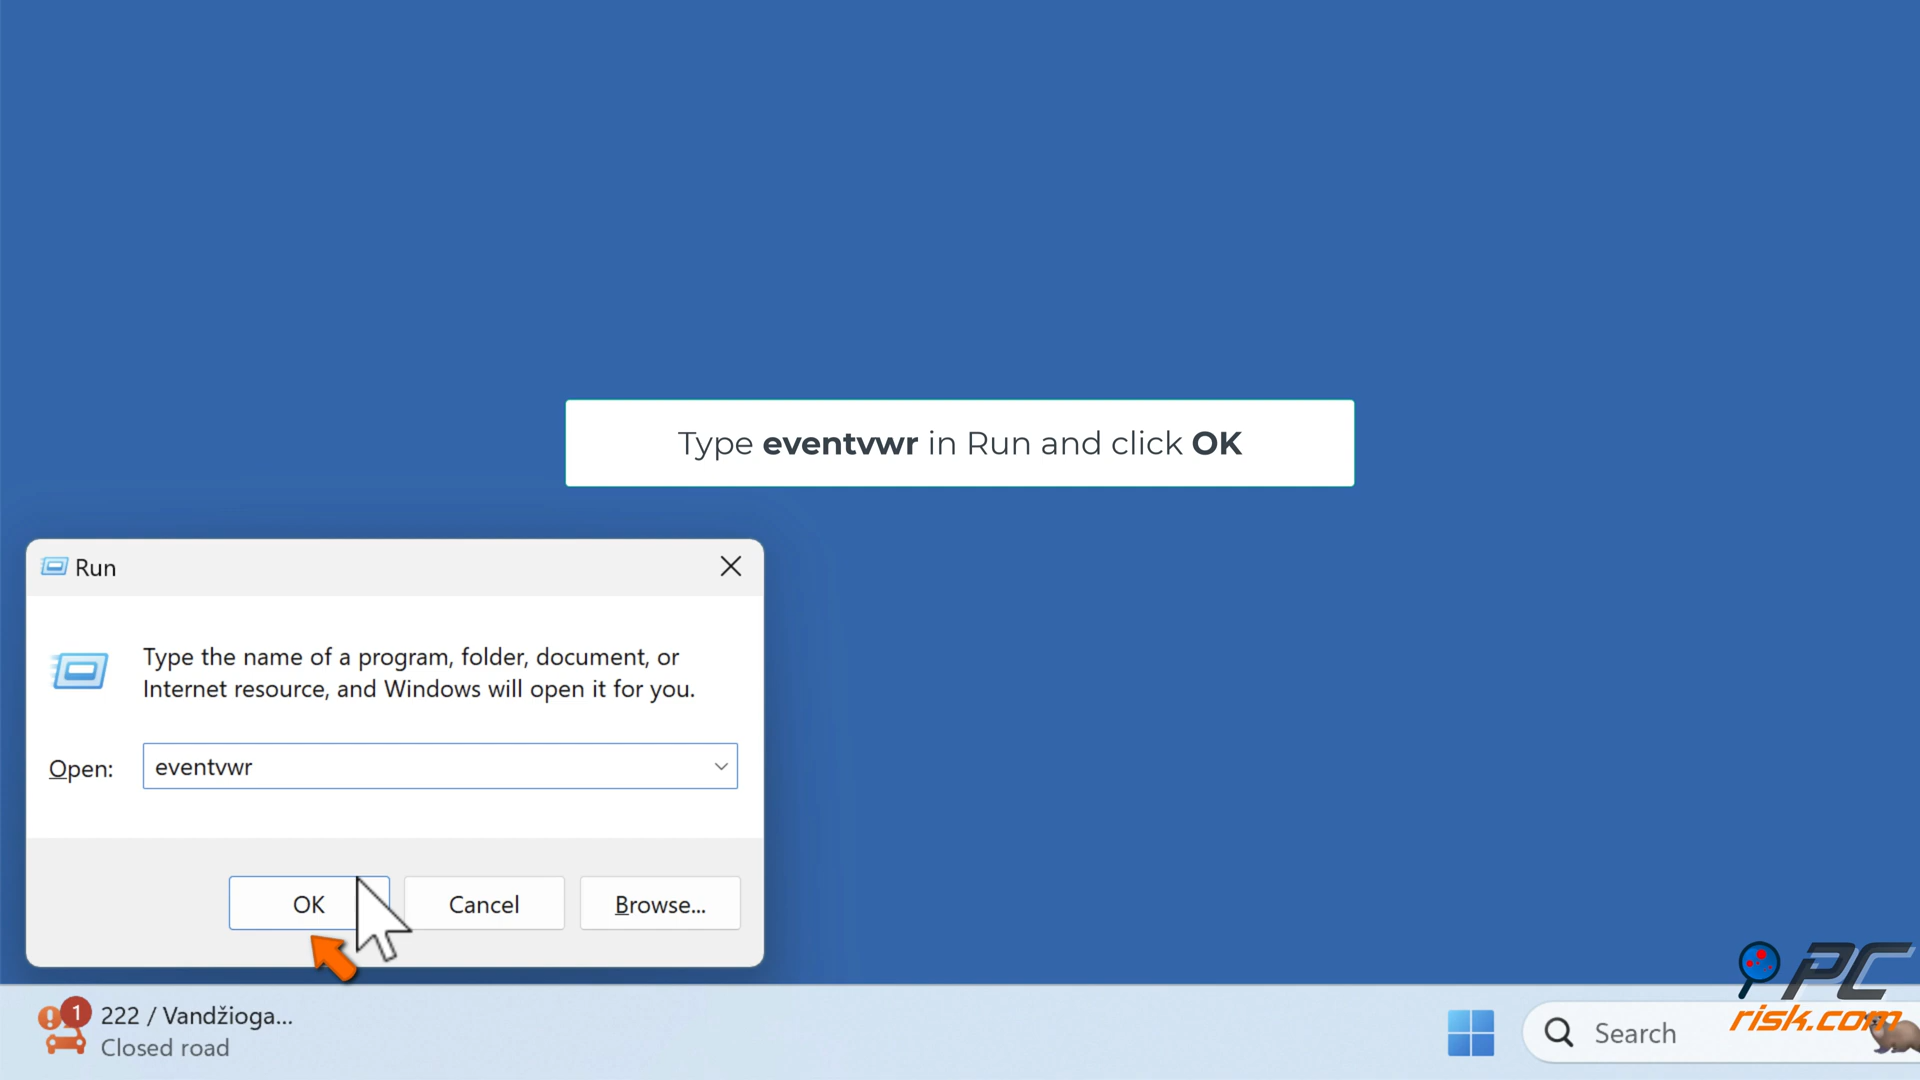 Type eventvwr in Run and click OK
Run
Type the name of a program, folder, document, or
Internet resource, and Windows will open it for you.
Open:
eventvwr
OK
Cancel
Browse...
1
222 / Vandžioga...
Closed road
Search
PC
risk.com